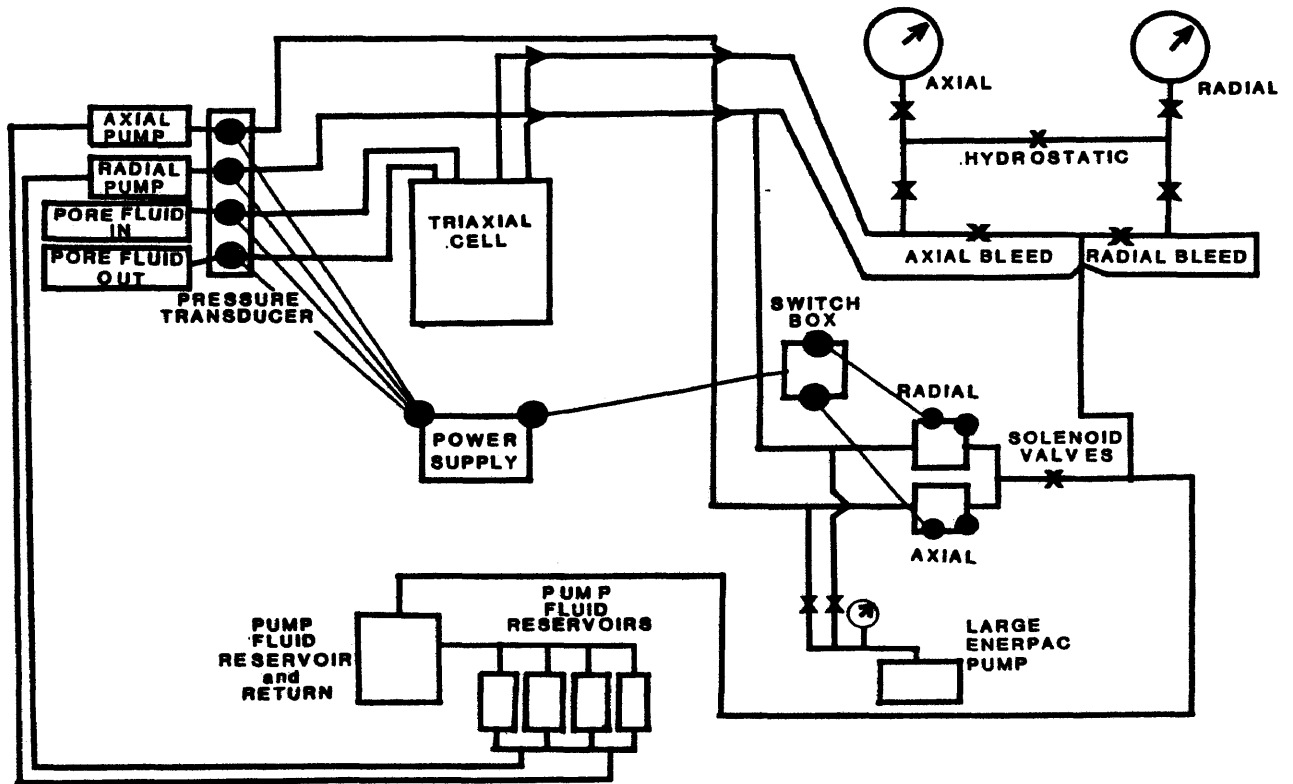 AXIAL
RADIAL
AXIAL
PUMP
RADIAL
PUMP
PORE FLUID
IN
PORE FLUID
OUT
PRESSURE
TRANSDUCER
TRIAXIAL
CELL
HYDROSTATIC
AXIAL BLEED
RADIAL BLEED
SWITCH
BOX
RADIAL
SOLENOID
VALVES
POWER
SUPPLY
AXIAL
PUMP
FLUID
RESERVOIRS
PUMP
FLUID
RESERVOIR
and
RETURN
LARGE
ENERPAC
PUMP